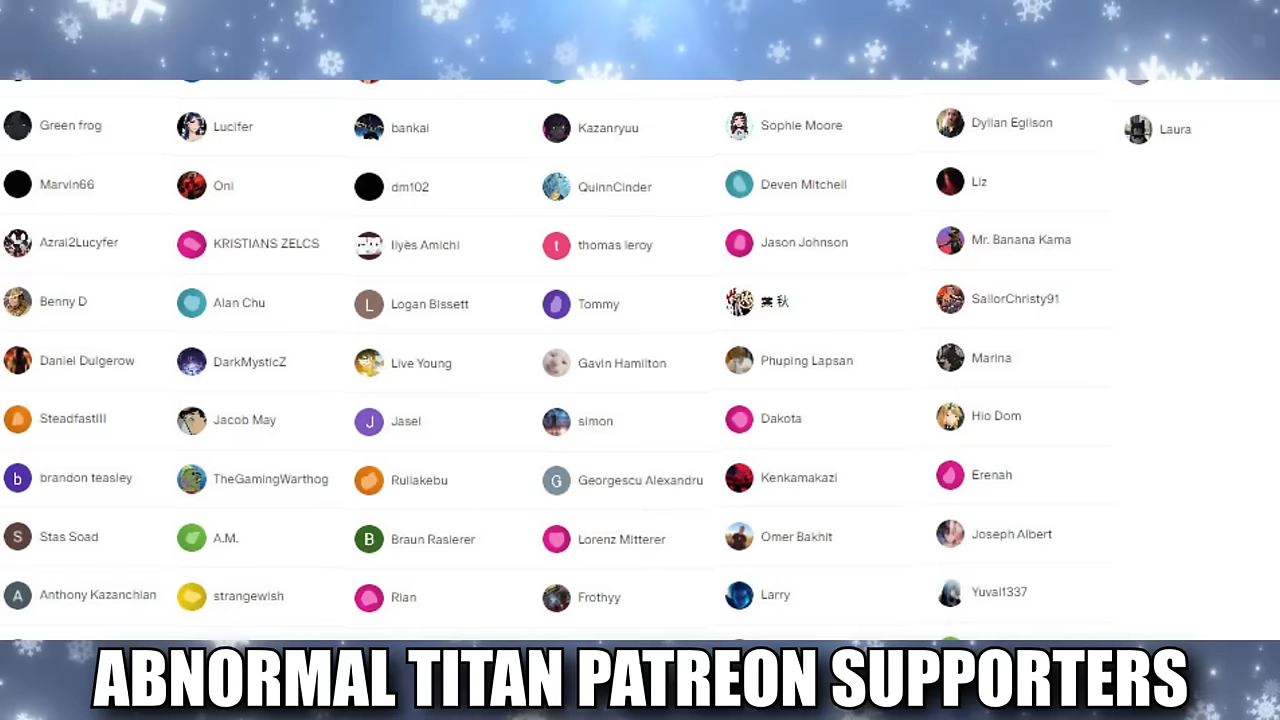 Green frog
Marvin66
Azrai2Lucyfer
Benny D
Daniel Dulgerow
SteadfastIII
brandon teasley
S Stas Soad
A Anthony Kazanchian
Lucifer
Oni
KRISTIANS ZELCS
Alan Chu
DarkMysticZ
Jacob May
TheGamingWarthog
A.M.
strangewish
bankai
dm102
Ilyès Amichi
L Logan Bissett
Live Young
J Jasel
Ruliakebu
B Braun Rasierer
Rian
Kazanryuu
QuinnCinder
t thomas leroy
Tommy
Gavin Hamilton
simon
G Georgescu Alexandru
Lorenz Mitterer
Frothyy
Sophie Moore
Deven Mitchell
Jason Johnson
秋
Phuping Lapsan
Dakota
Kenkamakazi
Omer Bakhit
Larry
Dylian Egilson
Liz
Mr. Banana Kama
SailorChristy91
Marina
Hio Dom
Erenah
Joseph Albert
Yuval1337
Laura
ABNORMAL TITAN PATREON SUPPORTERS